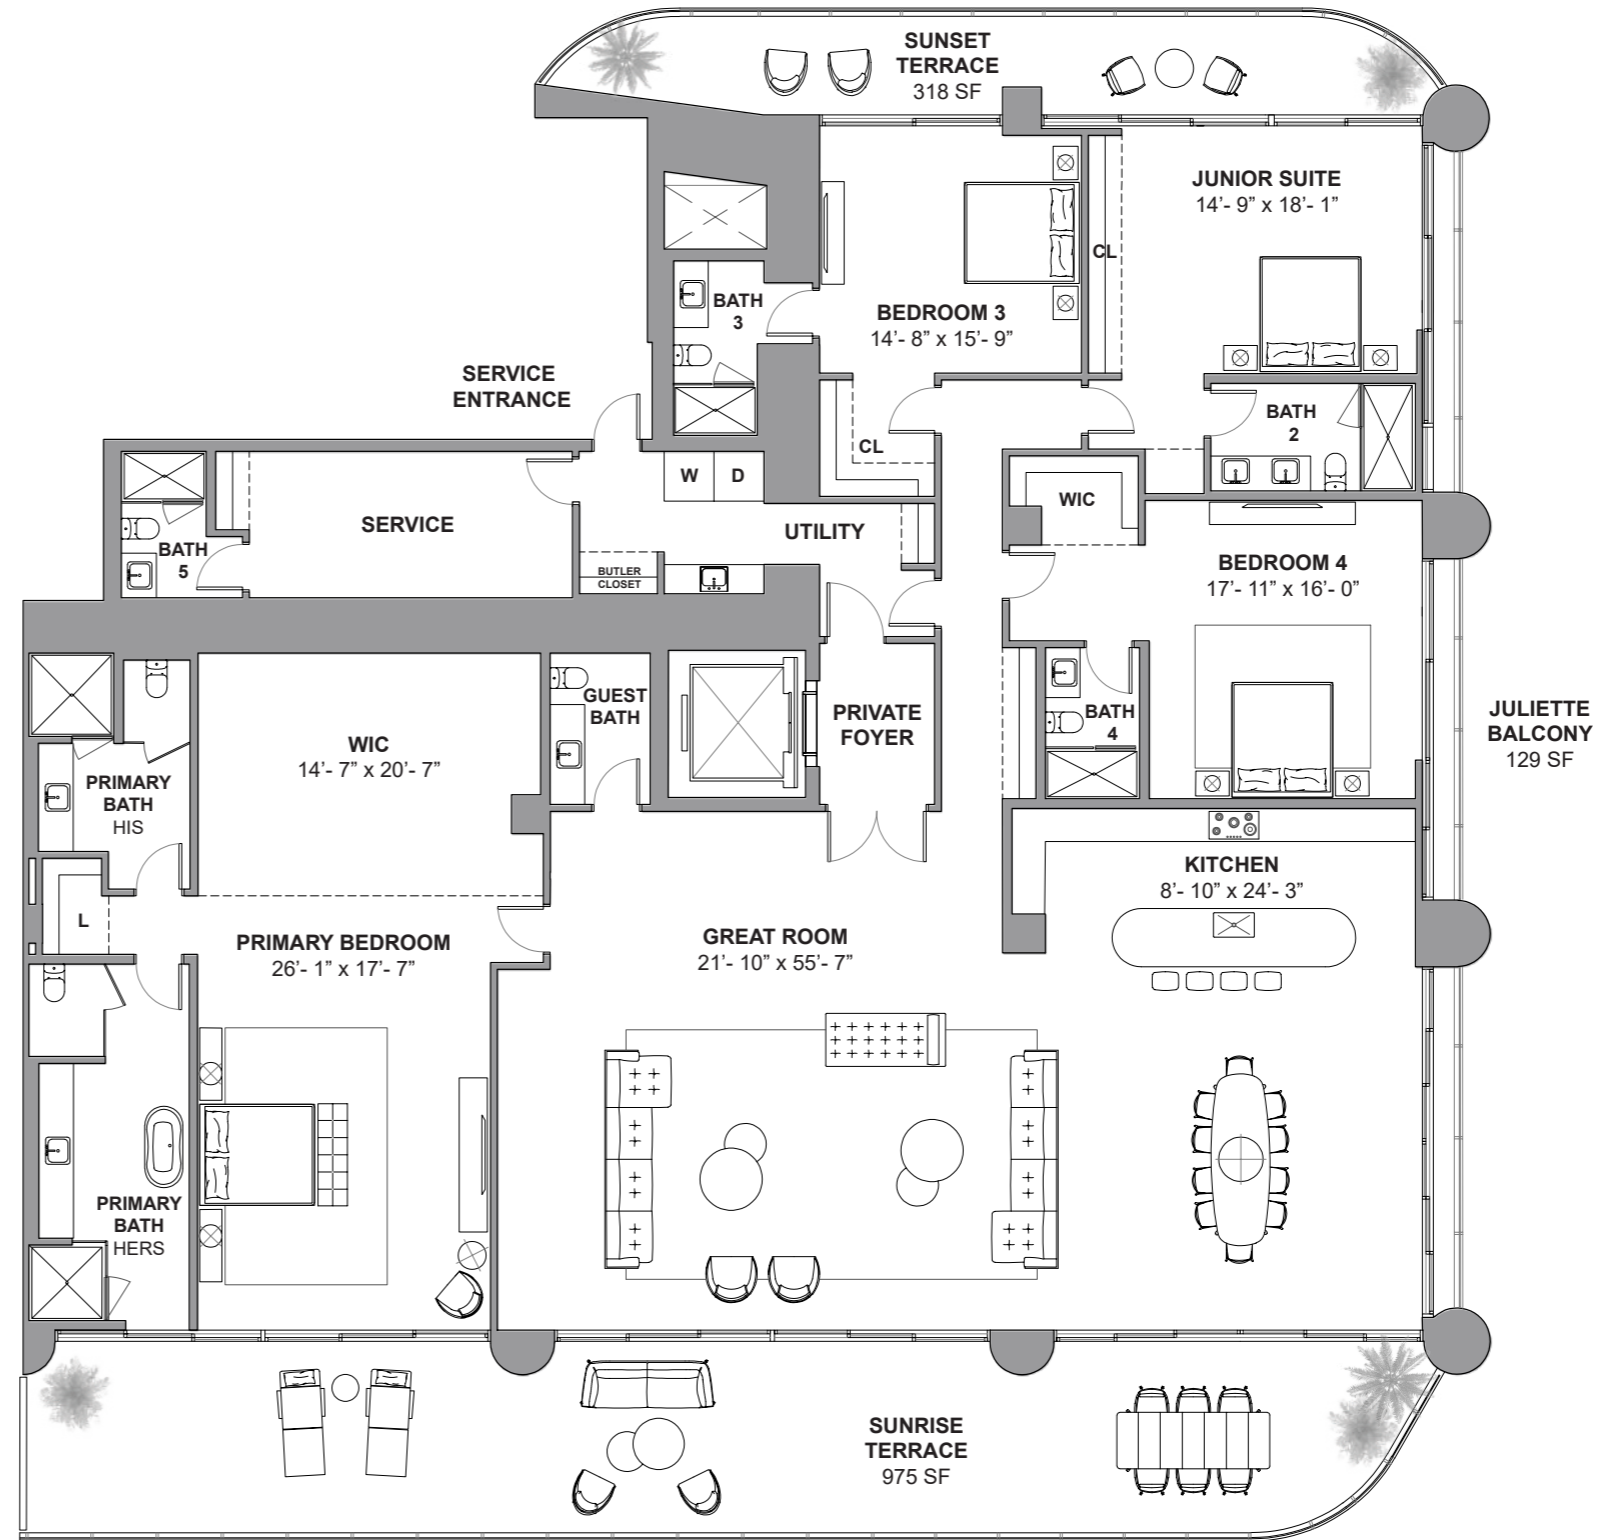 SUNSET
TERRACE
318 SF
JUNIOR SUITE
14’- 9” x 18’- 1”
CL
BATH
3
BEDROOM 3
14’- 8” x 15’- 9”
SERVICE
ENTRANCE
BATH
2
CL
W D
WIC
SERVICE
UTILITY
BATH
5
BUTLER
CLOSET
BEDROOM 4
17’- 11” x 16’- 0”
GUEST
BATH
PRIVATE
FOYER
BATH
4
JULIETTE
BALCONY
129 SF
WIC
14’- 7” x 20’- 7”
PRIMARY
BATH
HIS
KITCHEN
8’- 10” x 24’- 3”
L
PRIMARY BEDROOM
26’- 1” x 17’- 7”
GREAT ROOM
21’- 10” x 55’- 7”
PRIMARY
BATH
HERS
SUNRISE
TERRACE
975 SF